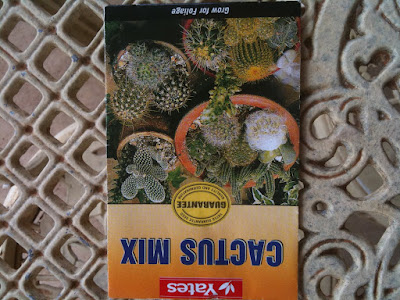 Yates
CACTUS MIX
GUARANTEE
Grow for Foliage